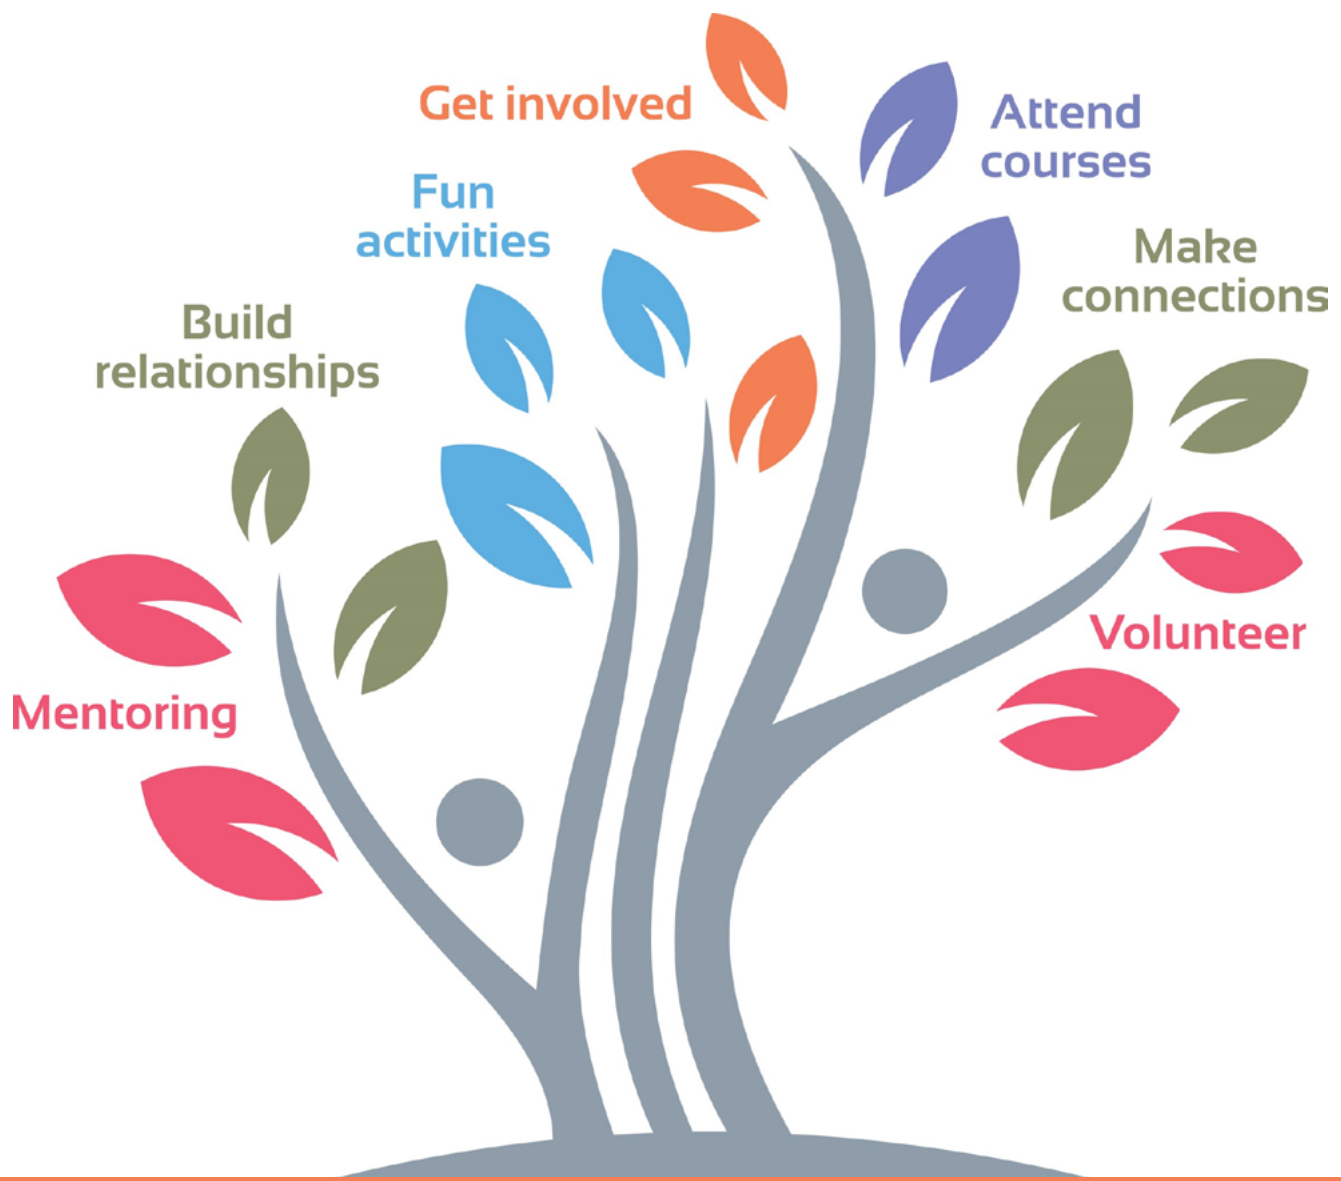 Get involved
Attend
courses
Fun
activities
Make
connections
Build
relationships
Volunteer
Mentoring